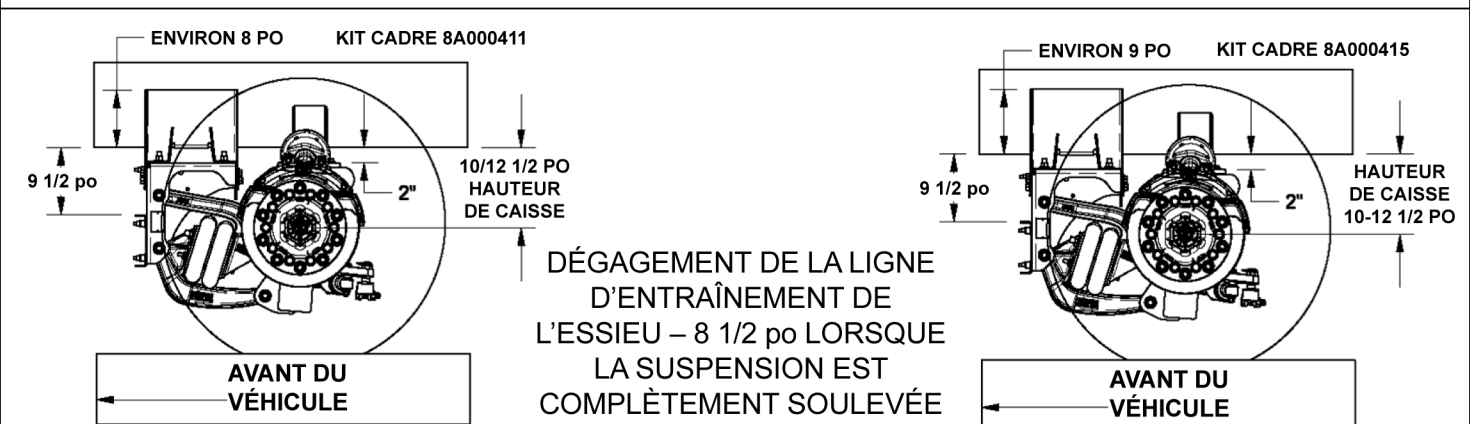 ENVIRON 8 PO
KIT CADRE 8A000411
9 1/2 po
2"
10/12 1/2 PO
HAUTEUR
DE CAISSE
AVANT DU
VÉHICULE
DÉGAGEMENT DE LA LIGNE
D’ENTRAÎNEMENT DE
L’ESSIEU – 8 1/2 po LORSQUE
LA SUSPENSION EST
COMPLÈTEMENT SOULEVÉE
ENVIRON 9 PO
KIT CADRE 8A000415
9 1/2 po
2"
HAUTEUR
DE CAISSE
10-12 1/2 PO
AVANT DU
VÉHICULE